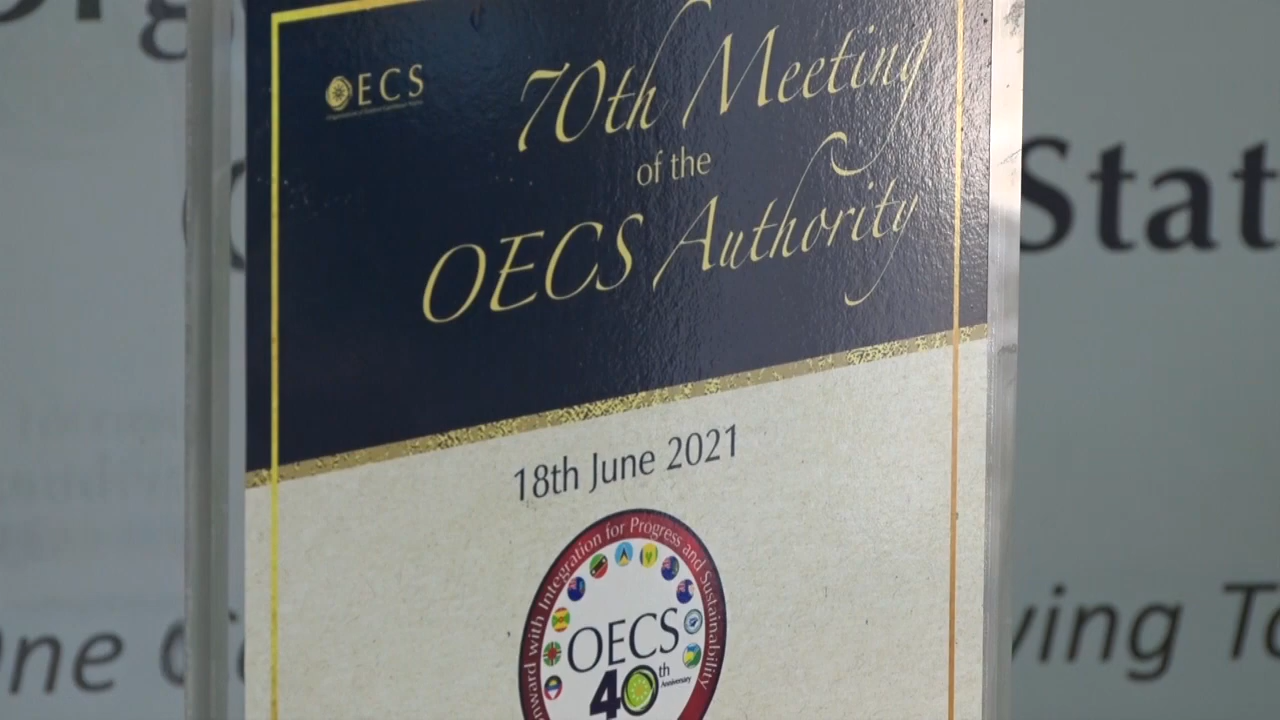 OECS
70th Meeting
of the
OECS Authority
18th June 2021
Onward with Integration for Progress and Sustainability
OECS
40th
Anniversary
Stat
One
ving To